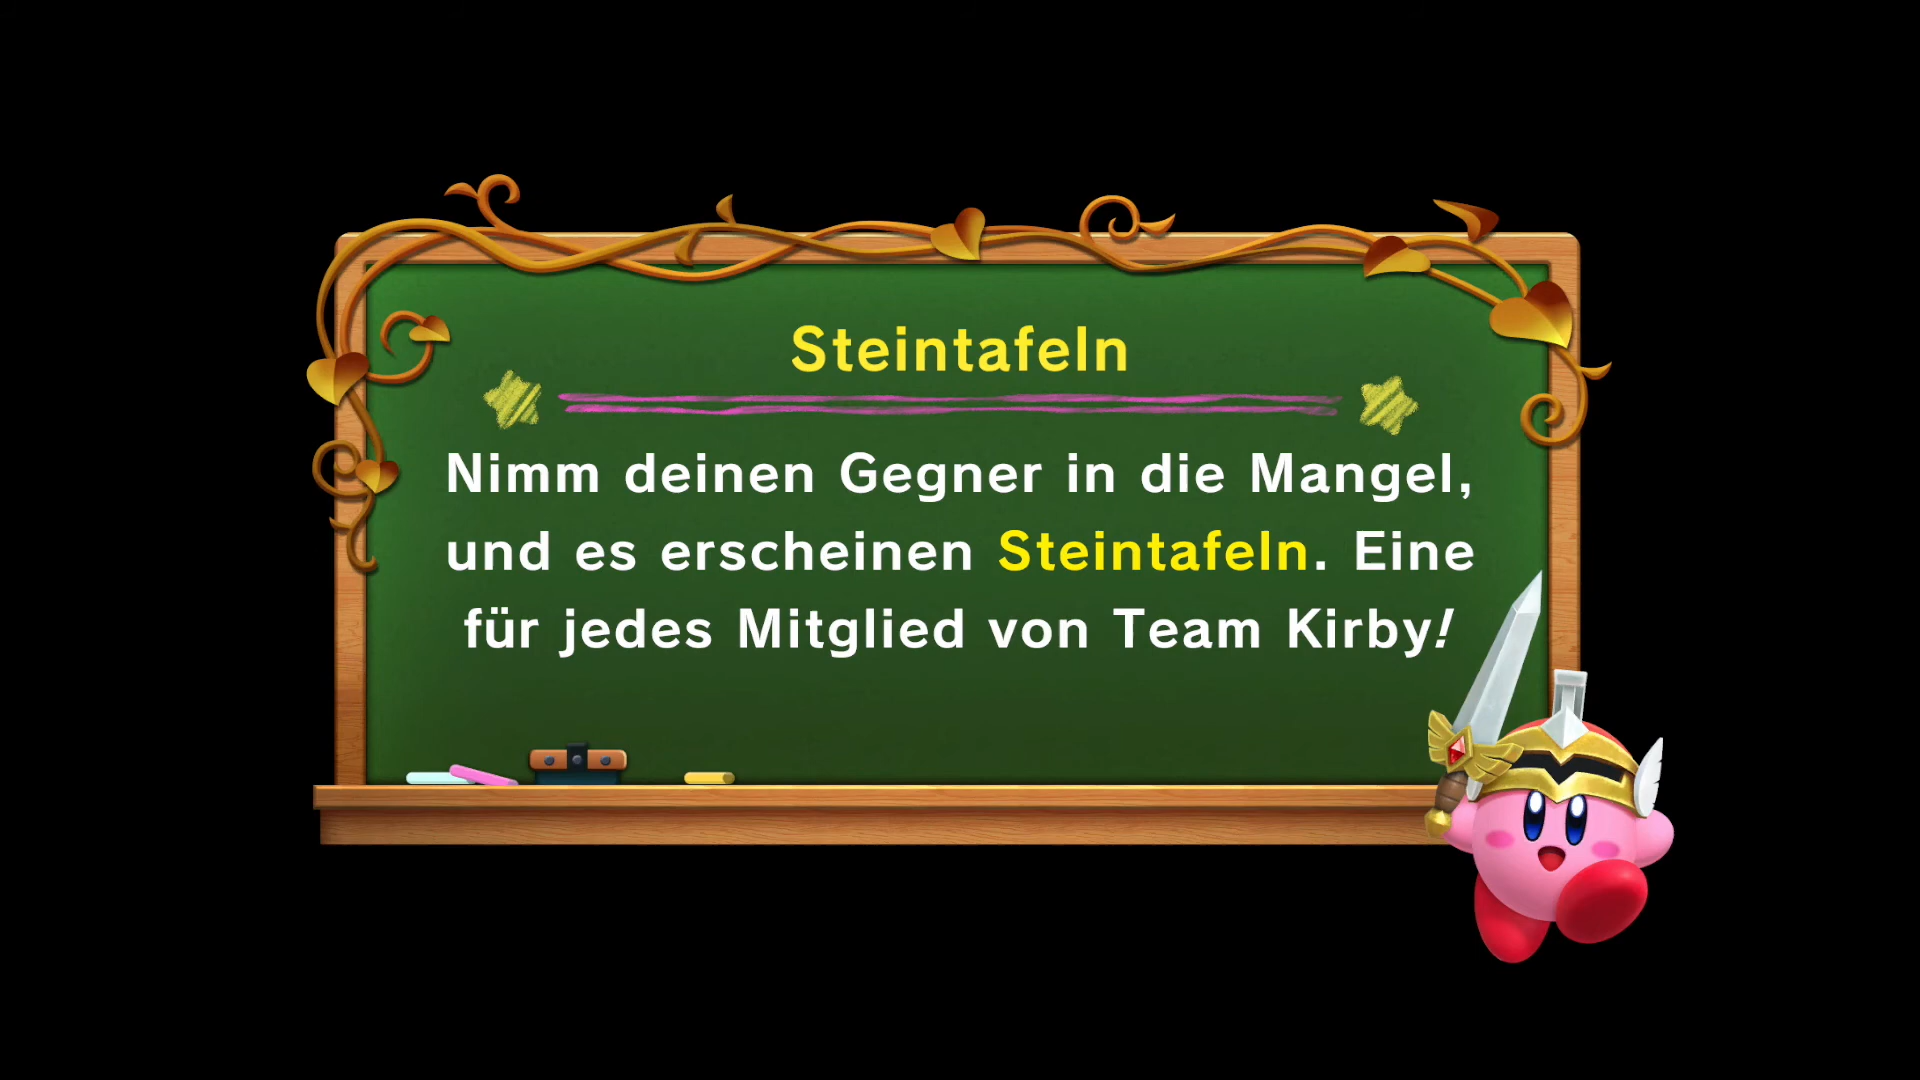 Steintafeln
Nimm deinen Gegner in die Mangel,
und es erscheinen Steintafeln. Eine
für jedes Mitglied von Team Kirby!